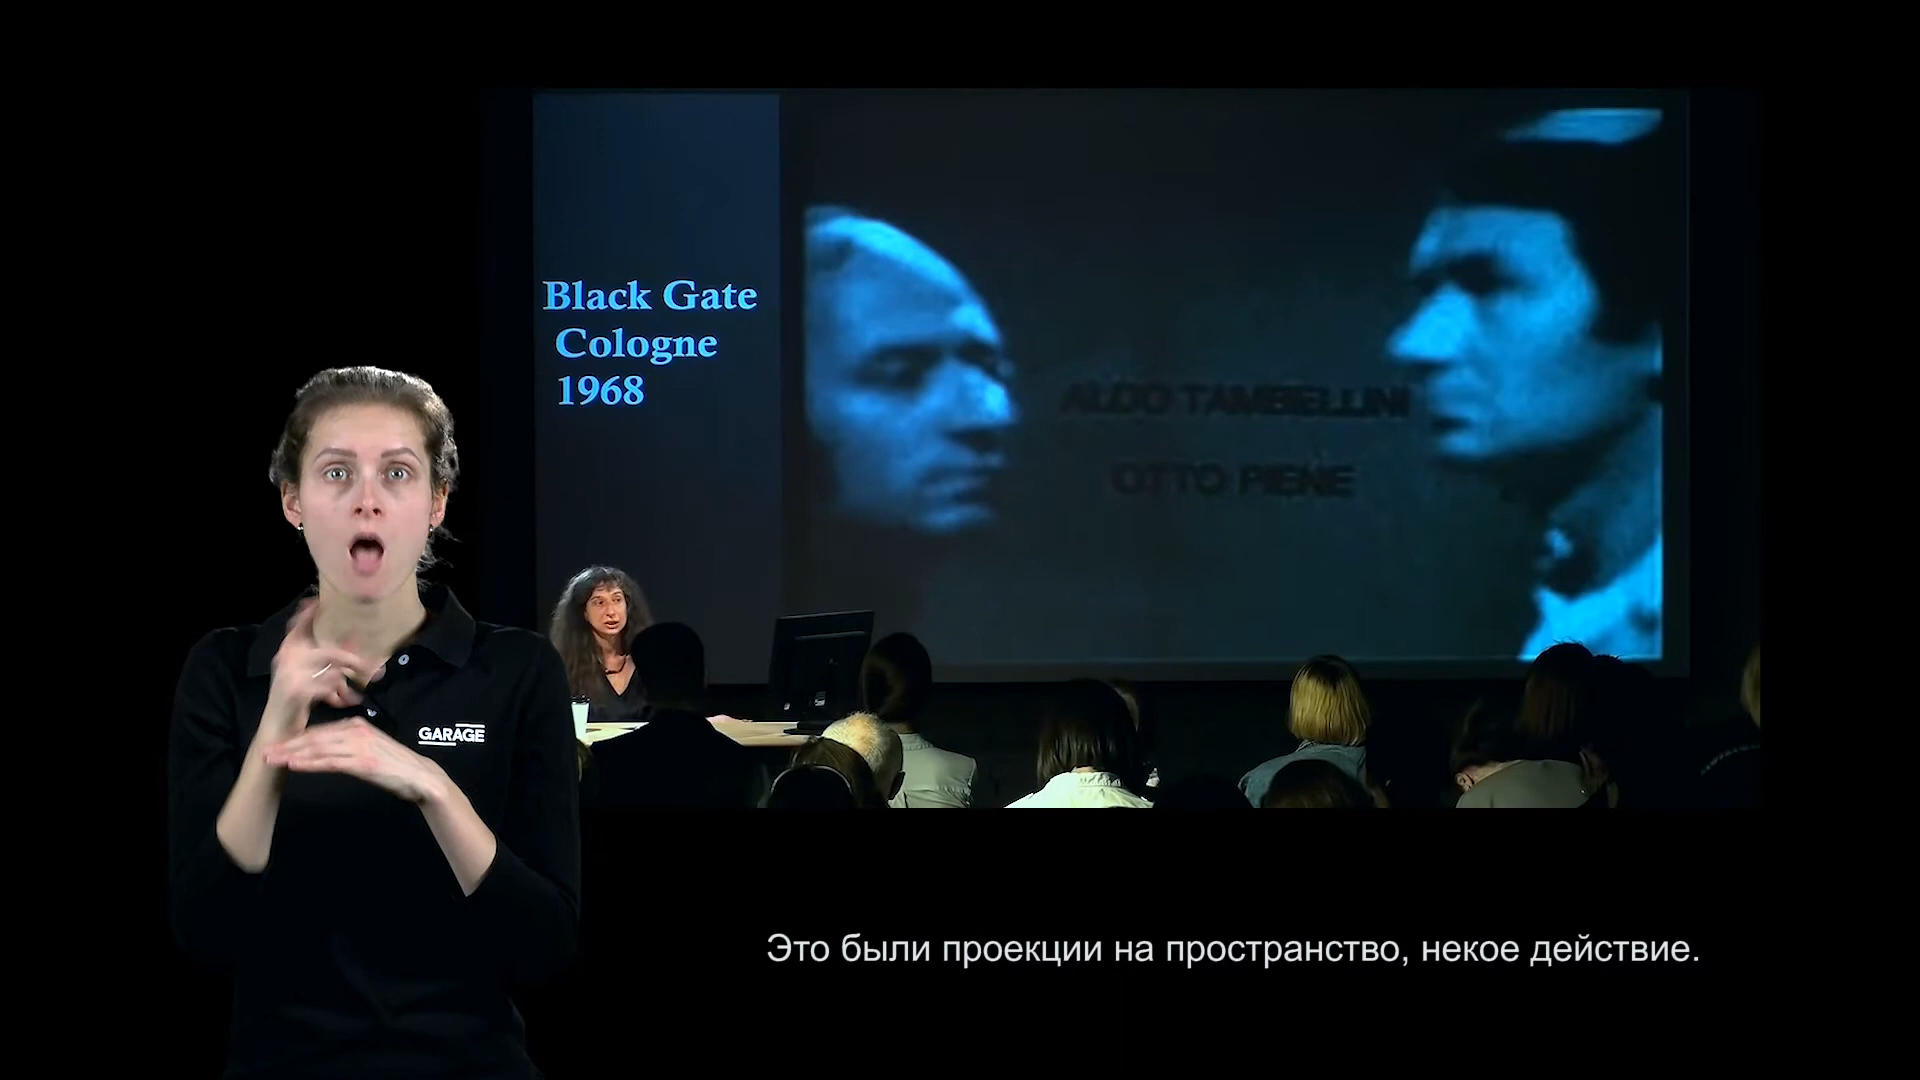 Black Gate
Cologne
1968
ALDO TAMBELLINI
OTTO PIENE
GARAGE
Это были проекции на пространство, некое действие.